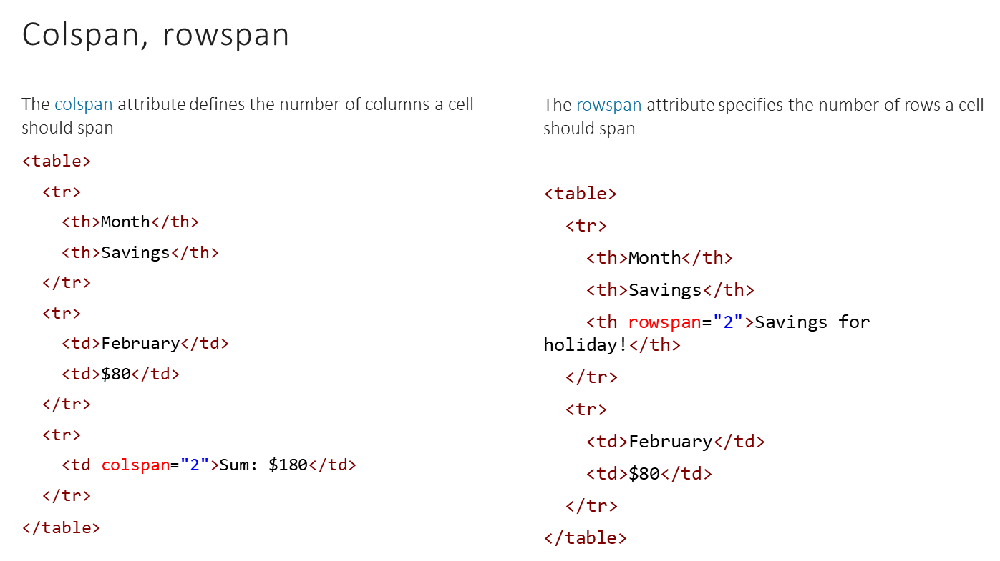 Colspan, rowspan
The colspan attribute defines the number of columns a cell
should span
<table>
  <tr>
    <th>Month</th>
    <th>Savings</th>
  </tr>
  <tr>
    <td>February</td>
    <td>$80</td>
  </tr>
  <tr>
    <td colspan="2">Sum: $180</td>
  </tr>
</table>
The rowspan attribute specifies the number of rows a cell
should span
<table>
  <tr>
    <th>Month</th>
    <th>Savings</th>
    <th rowspan="2">Savings for
holiday!</th>
  </tr>
  <tr>
    <td>February</td>
    <td>$80</td>
  </tr>
</table>